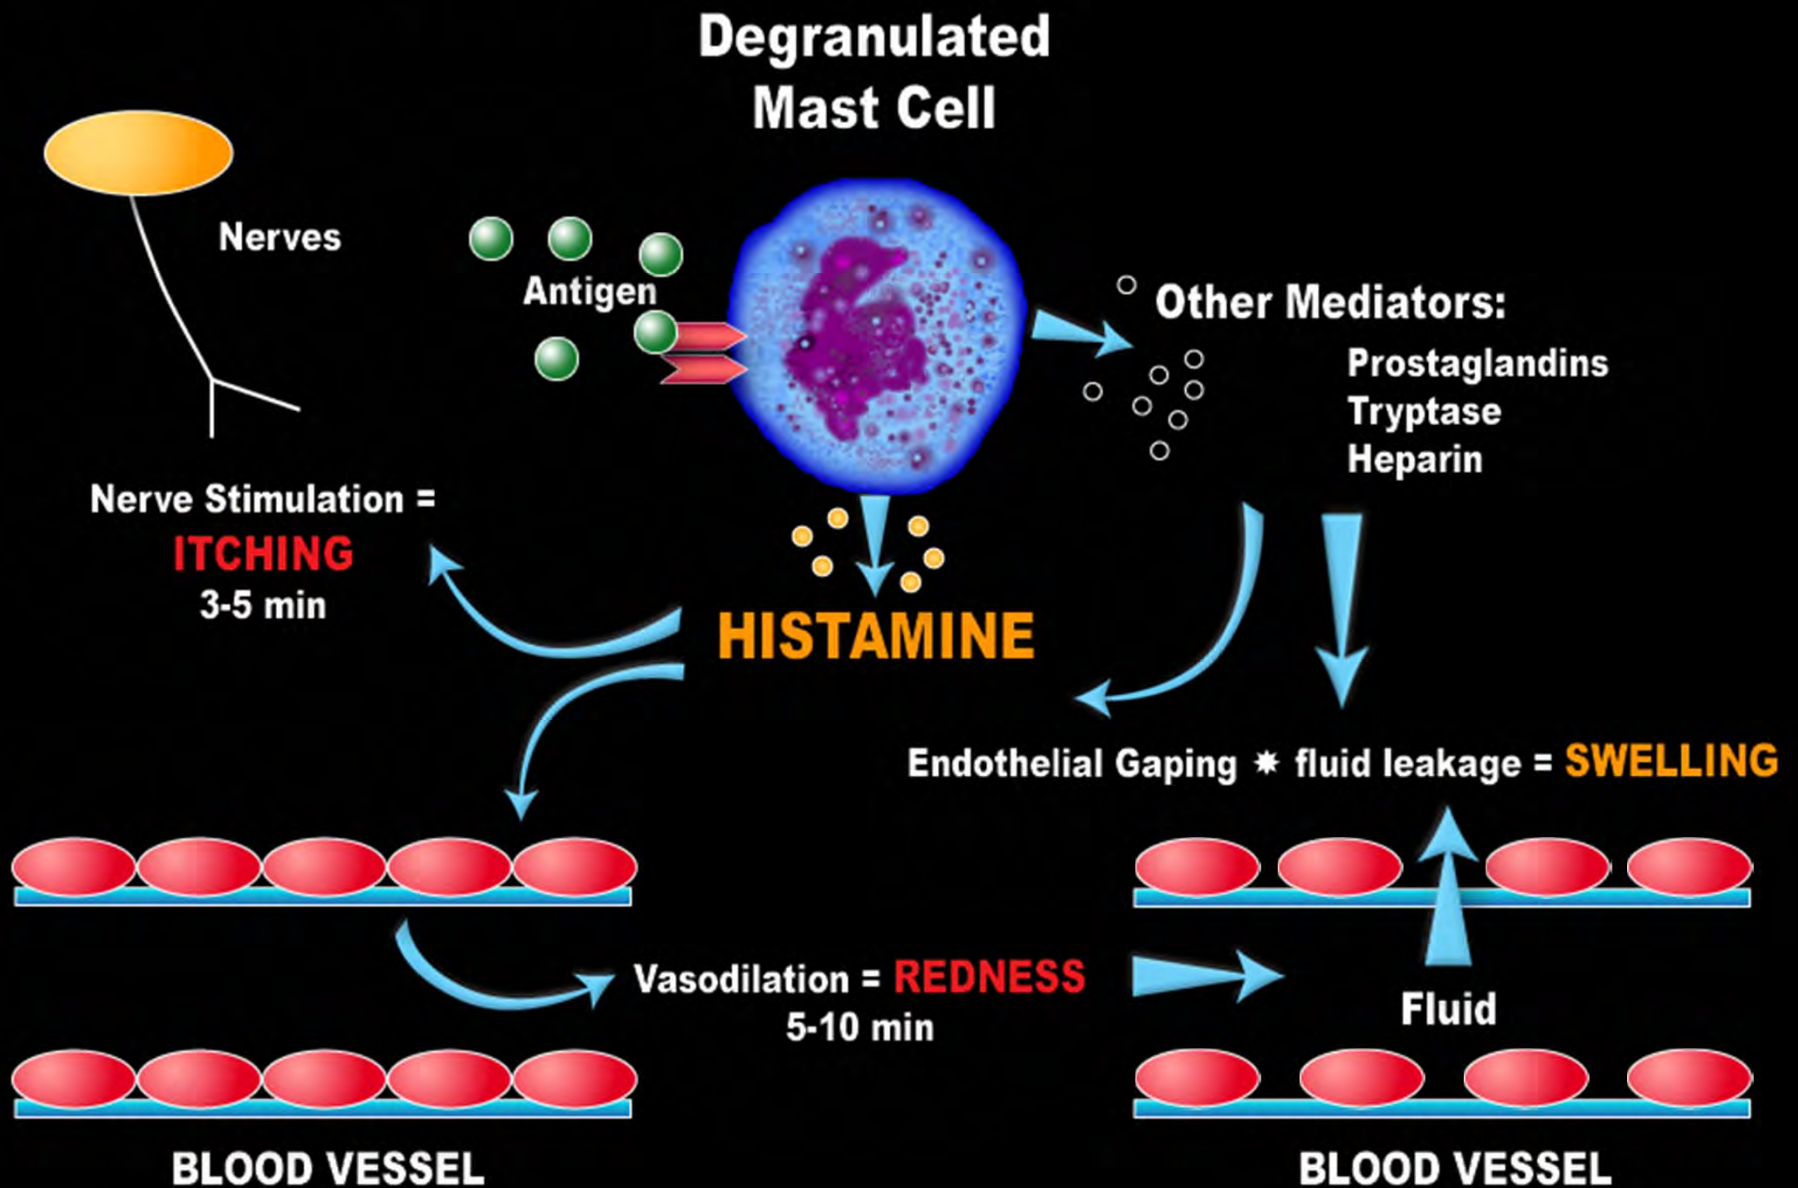 Degranulated
Mast Cell
Nerves
Antigen
Other Mediators:
Prostaglandins
Tryptase
Heparin
Nerve Stimulation =
ITCHING
3-5 min
HISTAMINE
Endothelial Gaping ✷ fluid leakage = SWELLING
Vasodilation = REDNESS
5-10 min
Fluid
BLOOD VESSEL
BLOOD VESSEL